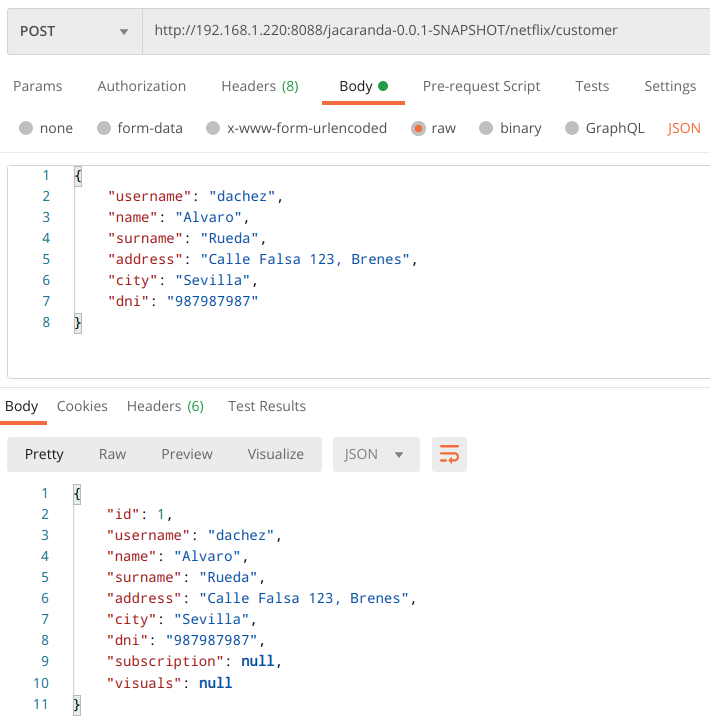 POST http://192.168.1.220:8088/jacaranda-0.0.1-SNAPSHOT/netflix/customer
Params Authorization Headers (8) Body Pre-request Script Tests Settings
none form-data x-www-form-urlencoded raw binary GraphQL JSON
1 {
2 "username": "dachez",
3 "name": "Alvaro",
4 "surname": "Rueda",
5 "address": "Calle Falsa 123, Brenes",
6 "city": "Sevilla",
7 "dni": "987987987"
8 }
Body Cookies Headers (6) Test Results
Pretty Raw Preview Visualize JSON
1 {
2 "id": 1,
3 "username": "dachez",
4 "name": "Alvaro",
5 "surname": "Rueda",
6 "address": "Calle Falsa 123, Brenes",
7 "city": "Sevilla",
8 "dni": "987987987",
9 "subscription": null,
10 "visuals": null
11 }